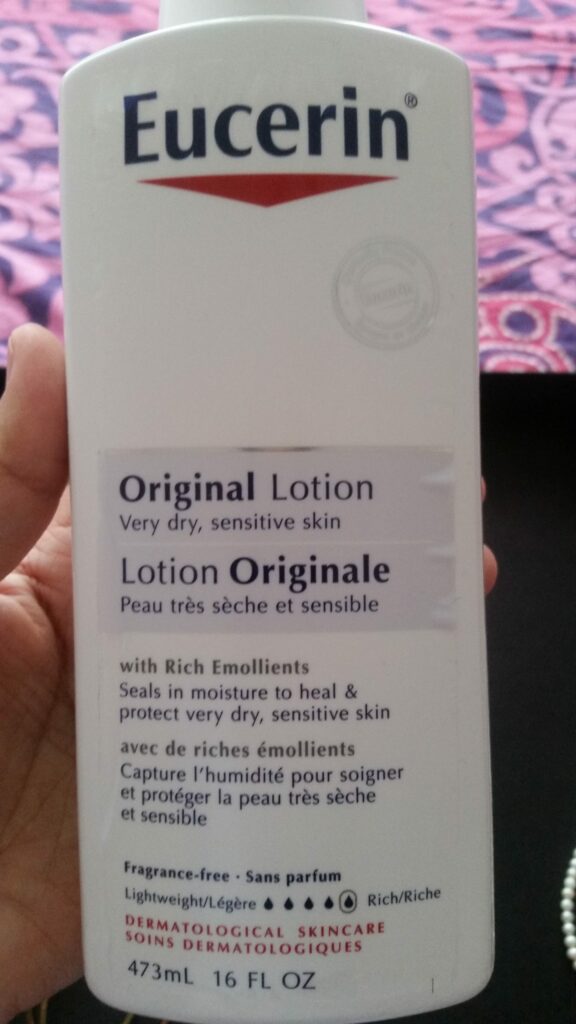 Eucerin®
Original Lotion
Very dry, sensitive skin
Lotion Originale
Peau très sèche et sensible
with Rich Emollients
Seals in moisture to heal &
protect very dry, sensitive skin
avec de riches émollients
Capture l'humidité pour soigner
et protéger la peau très sèche
et sensible
Fragrance-free · Sans parfum
Lightweight/Légère Rich/Riche
DERMATOLOGICAL SKINCARE
SOINS DERMATOLOGIQUES
473mL 16 FL OZ